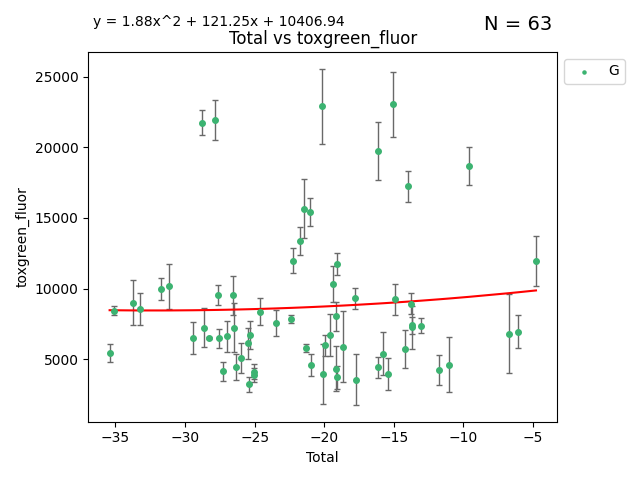 y = 1.88x^2 + 121.25x + 10406.94
N = 63
Total vs toxgreen_fluor
G
toxgreen_fluor
25000
20000
15000
10000
5000
−35
−30
−25
−20
−15
−10
−5
Total